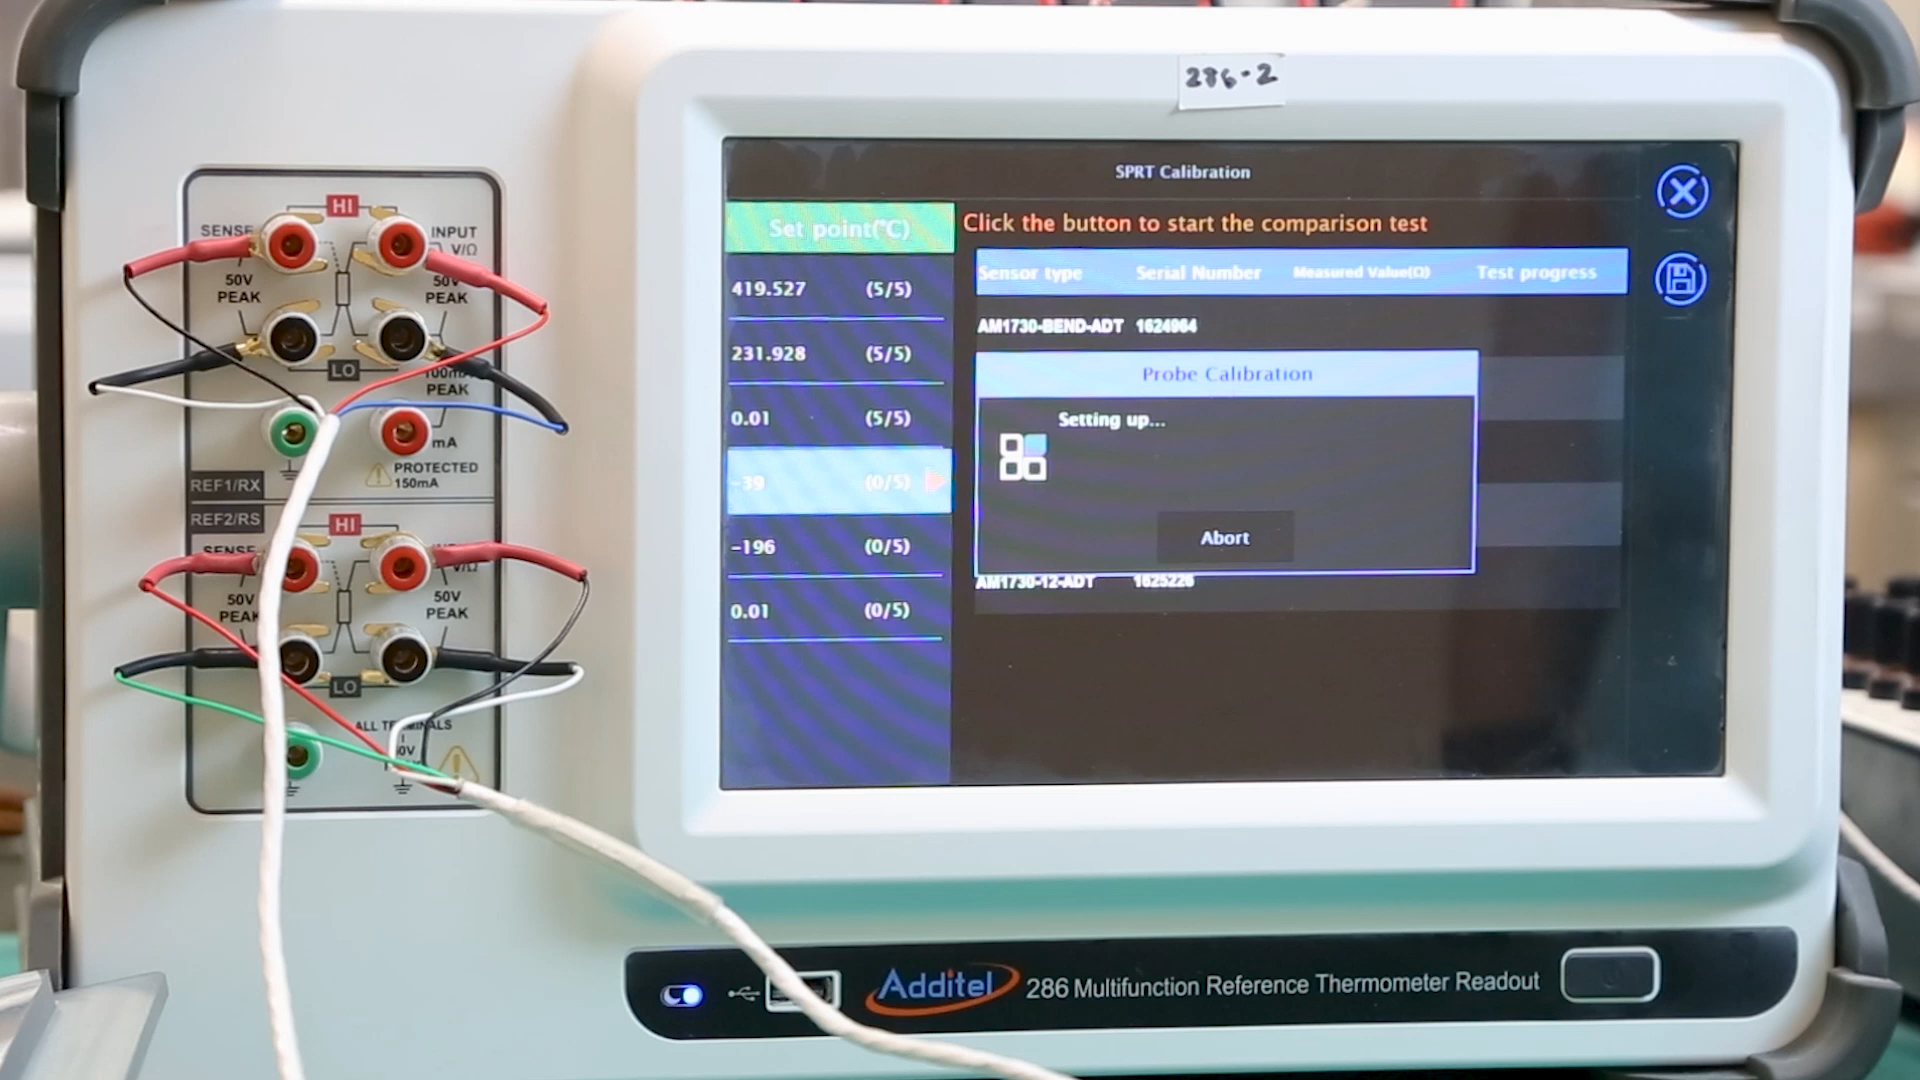 286-2
SPRT Calibration
Set point(℃)
Click the button to start the comparison test
Sensor type Serial Number Measured Value(Ω) Test progress
419.527 (5/5)
AM1730-BEND-ADT 1624964
231.928 (5/5)
Probe Calibration
0.01 (5/5)
Setting up...
-39 (0/5)
Abort
-196 (0/5)
AM1730-12-ADT 1625226
0.01 (0/5)
HI
SENSE INPUT
V/Ω
50V PEAK
50V PEAK
LO
100mA
PEAK
mA
PROTECTED
150mA
REF1/RX
REF2/RS
HI
SENSE
V/Ω
50V PEAK
50V PEAK
LO
ALL TERMINALS
Additel 286 Multifunction Reference Thermometer Readout